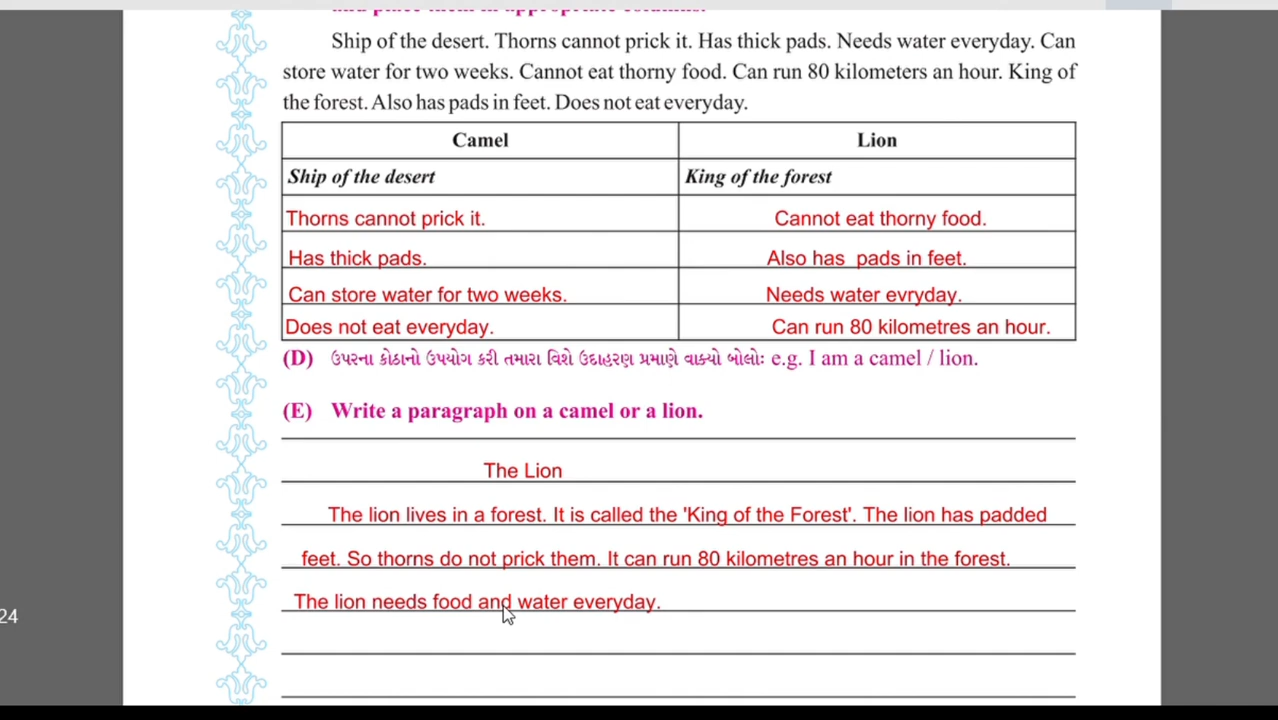 and place them in appropriate columns.
Ship of the desert. Thorns cannot prick it. Has thick pads. Needs water everyday. Can
store water for two weeks. Cannot eat thorny food. Can run 80 kilometers an hour. King of
the forest. Also has pads in feet. Does not eat everyday.
Camel Lion
Ship of the desert King of the forest
Thorns cannot prick it. Cannot eat thorny food.
Has thick pads. Also has pads in feet.
Can store water for two weeks. Needs water evryday.
Does not eat everyday. Can run 80 kilometres an hour.
(D) ઉપરના કોઠાનો ઉપયોગ કરી તમારા વિશે ઉદાહરણ પ્રમાણે વાક્યો બોલોઃ e.g. I am a camel / lion.
(E) Write a paragraph on a camel or a lion.
The Lion
The lion lives in a forest. It is called the 'King of the Forest'. The lion has padded
feet. So thorns do not prick them. It can run 80 kilometres an hour in the forest.
The lion needs food and water everyday.
24